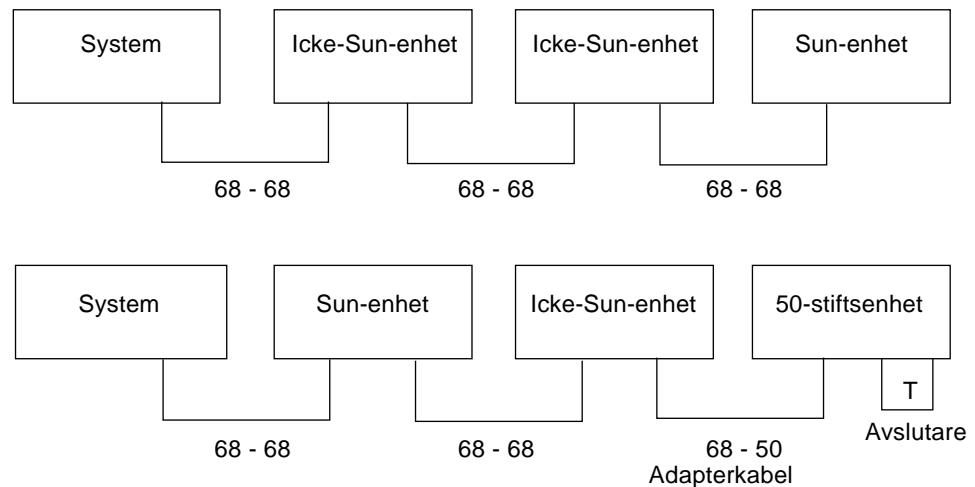 System Icke-Sun-enhet Icke-Sun-enhet Sun-enhet
68 - 68 68 - 68 68 - 68
System Sun-enhet Icke-Sun-enhet 50-stiftsenhet
T
Avslutare
68 - 68 68 - 68 68 - 50
Adapterkabel